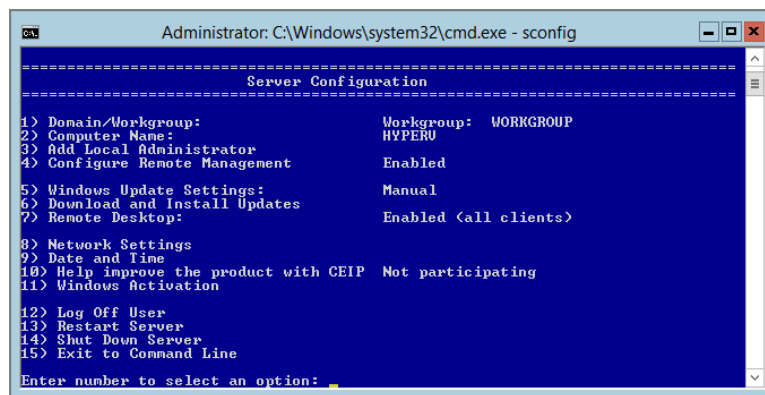 Administrator: C:\Windows\system32\cmd.exe - sconfig
===============================================================================
Server Configuration
===============================================================================
1) Domain/Workgroup: Workgroup: WORKGROUP
2) Computer Name: HYPERV
3) Add Local Administrator
4) Configure Remote Management Enabled
5) Windows Update Settings: Manual
6) Download and Install Updates
7) Remote Desktop: Enabled (all clients)
8) Network Settings
9) Date and Time
10) Help improve the product with CEIP Not participating
11) Windows Activation
12) Log Off User
13) Restart Server
14) Shut Down Server
15) Exit to Command Line
Enter number to select an option: _